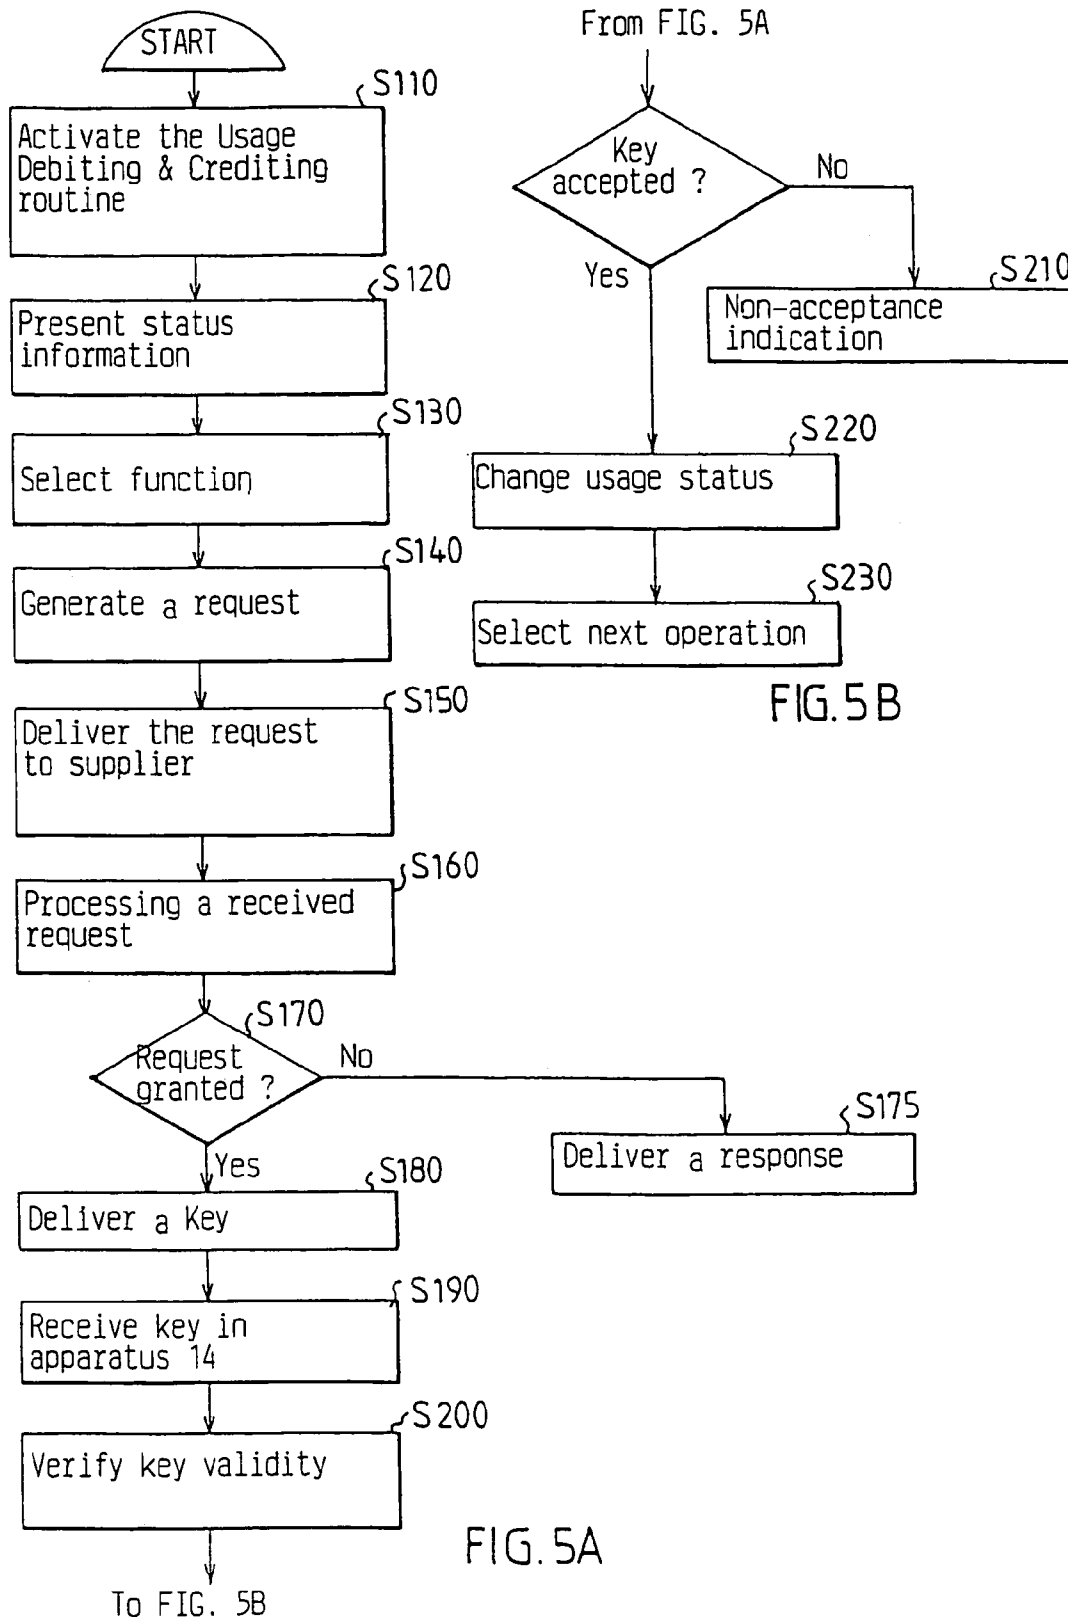 START
S110
Activate the Usage
Debiting & Crediting
routine
S120
Present status
information
S130
Select function
S140
Generate a request
S150
Deliver the request
to supplier
S160
Processing a received
request
S170
Request
granted ?
No
Yes
S175
Deliver a response
S180
Deliver a Key
S190
Receive key in
apparatus 14
S200
Verify key validity
To FIG. 5B
FIG. 5A
From FIG. 5A
Key
accepted ?
No
Yes
S210
Non-acceptance
indication
S220
Change usage status
S230
Select next operation
FIG. 5B